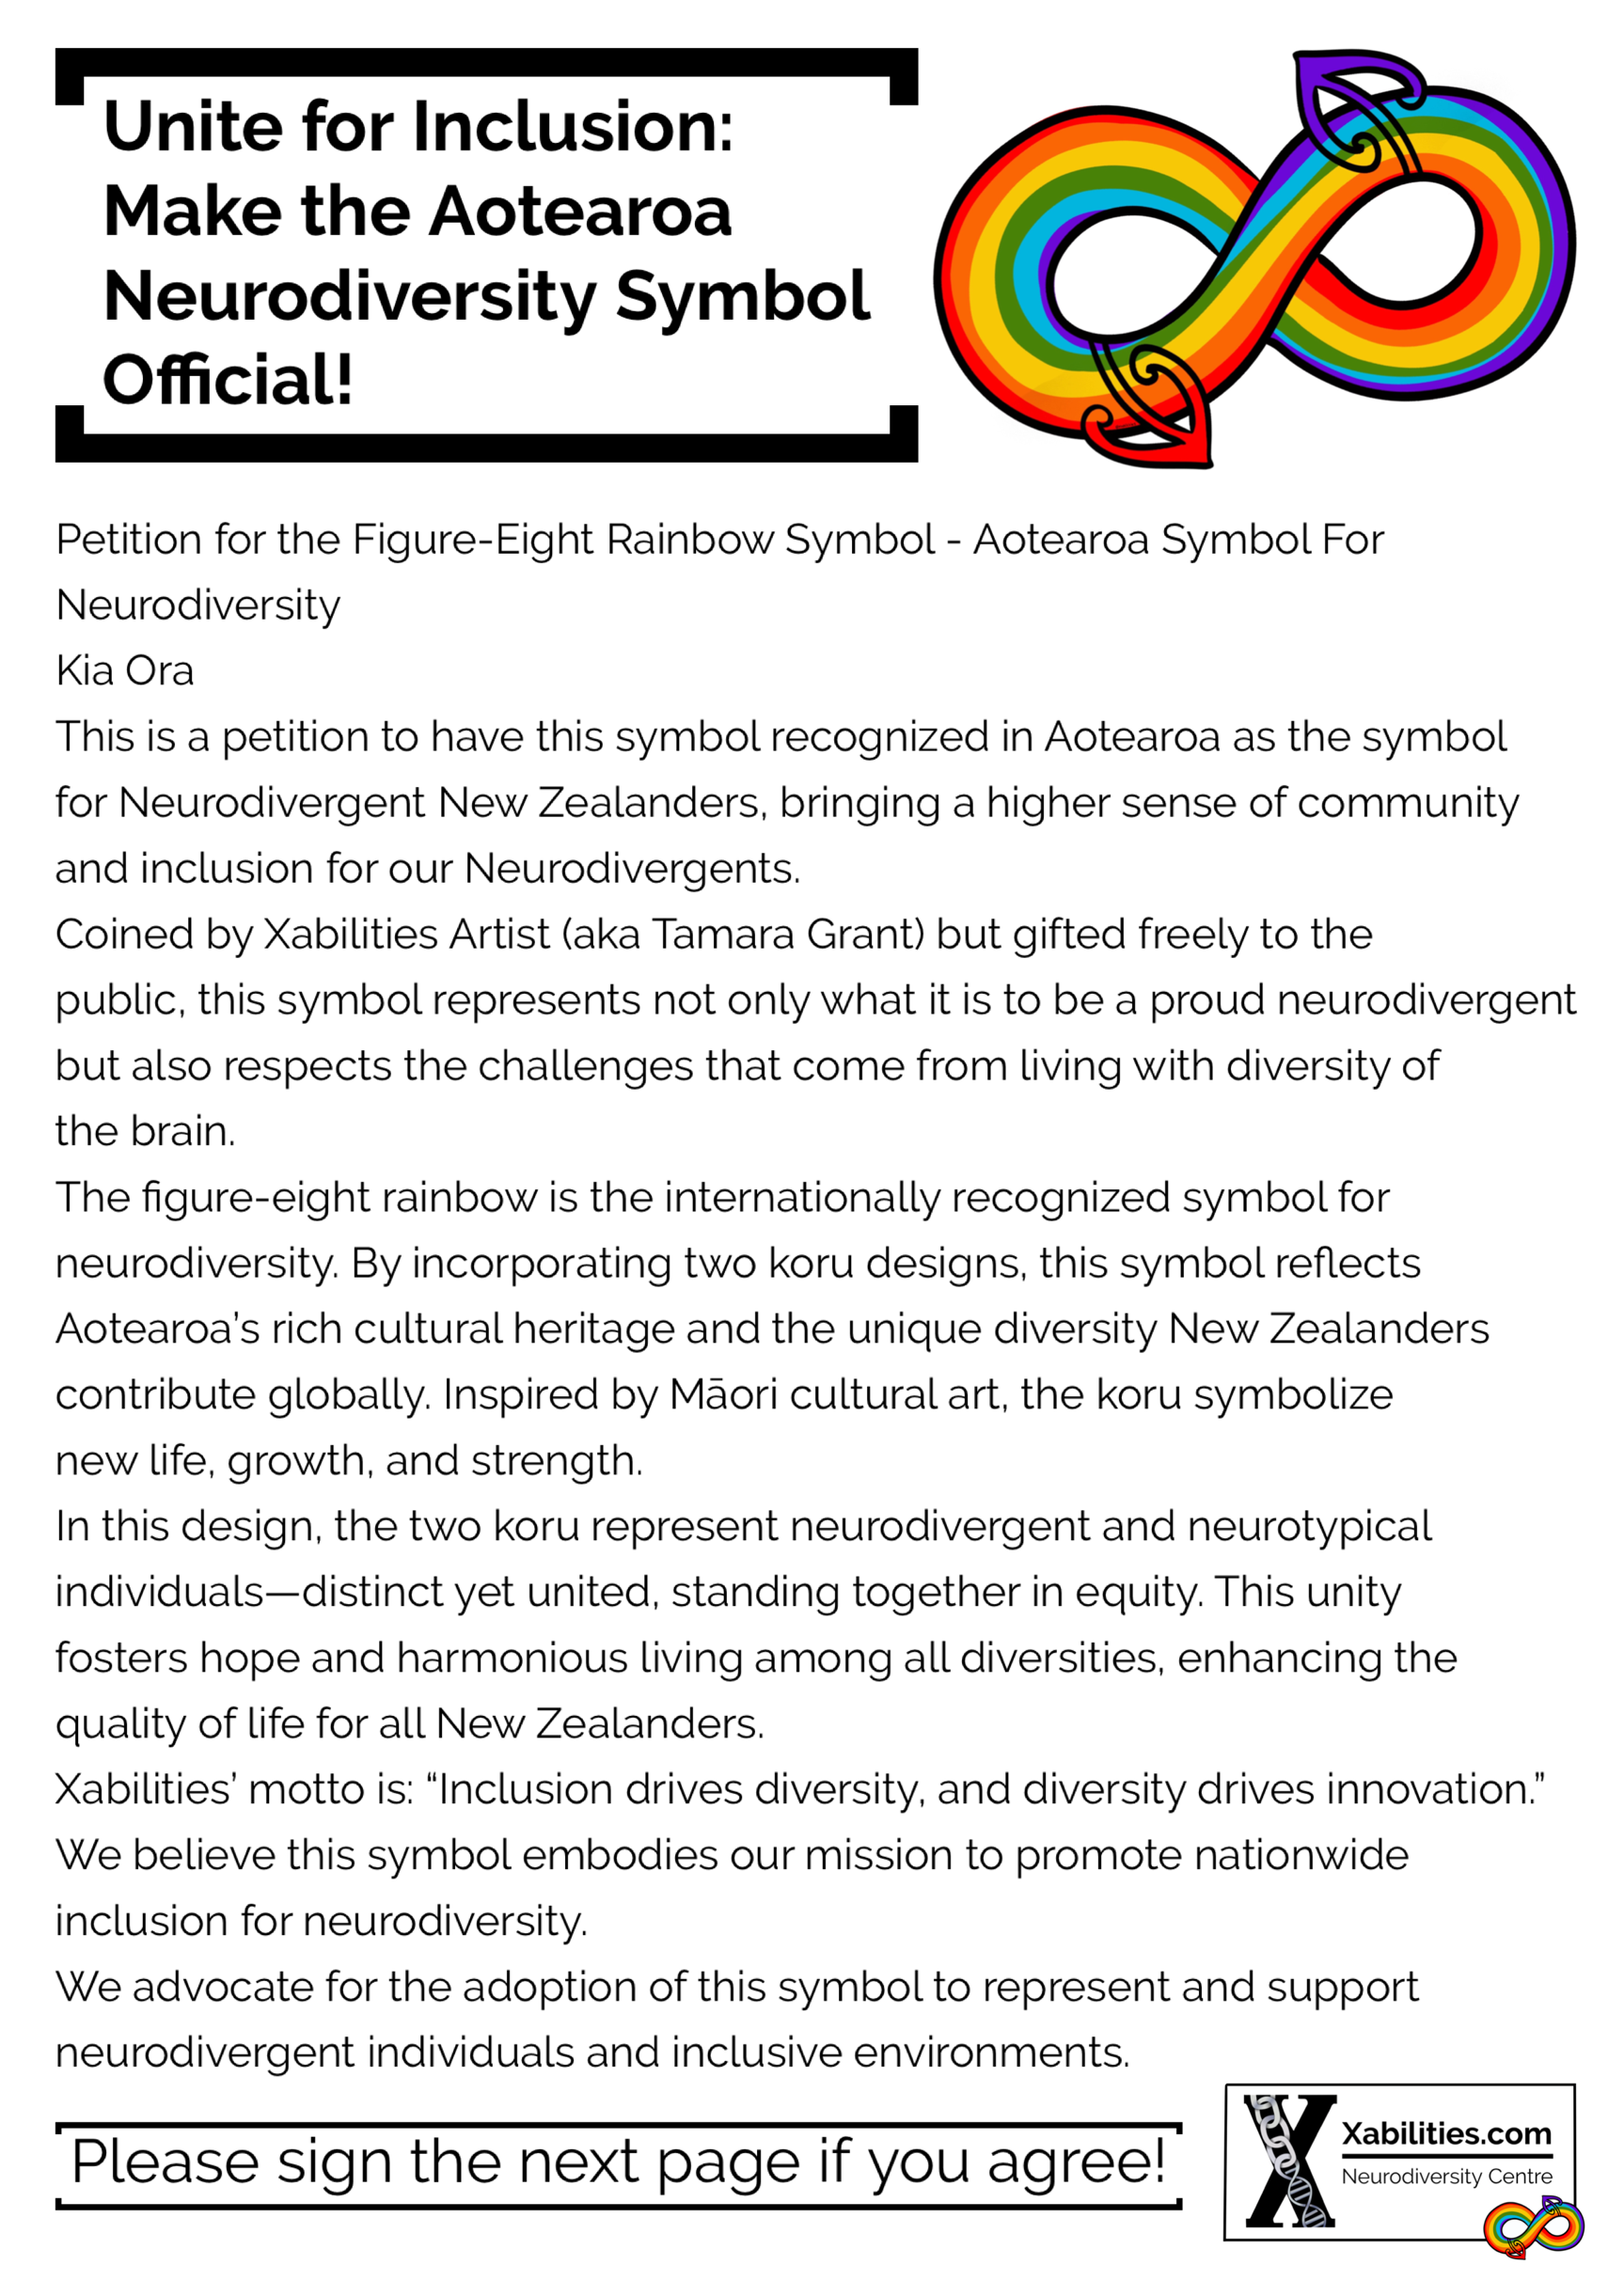 Unite for Inclusion:
Make the Aotearoa
Neurodiversity Symbol
Official!
Petition for the Figure-Eight Rainbow Symbol - Aotearoa Symbol For
Neurodiversity
Kia Ora
This is a petition to have this symbol recognized in Aotearoa as the symbol
for Neurodivergent New Zealanders, bringing a higher sense of community
and inclusion for our Neurodivergents.
Coined by Xabilities Artist (aka Tamara Grant) but gifted freely to the
public, this symbol represents not only what it is to be a proud neurodivergent
but also respects the challenges that come from living with diversity of
the brain.
The figure-eight rainbow is the internationally recognized symbol for
neurodiversity. By incorporating two koru designs, this symbol reflects
Aotearoa’s rich cultural heritage and the unique diversity New Zealanders
contribute globally. Inspired by Māori cultural art, the koru symbolize
new life, growth, and strength.
In this design, the two koru represent neurodivergent and neurotypical
individuals—distinct yet united, standing together in equity. This unity
fosters hope and harmonious living among all diversities, enhancing the
quality of life for all New Zealanders.
Xabilities’ motto is: “Inclusion drives diversity, and diversity drives innovation.”
We believe this symbol embodies our mission to promote nationwide
inclusion for neurodiversity.
We advocate for the adoption of this symbol to represent and support
neurodivergent individuals and inclusive environments.
Please sign the next page if you agree!
X
Xabilities.com
Neurodiversity Centre